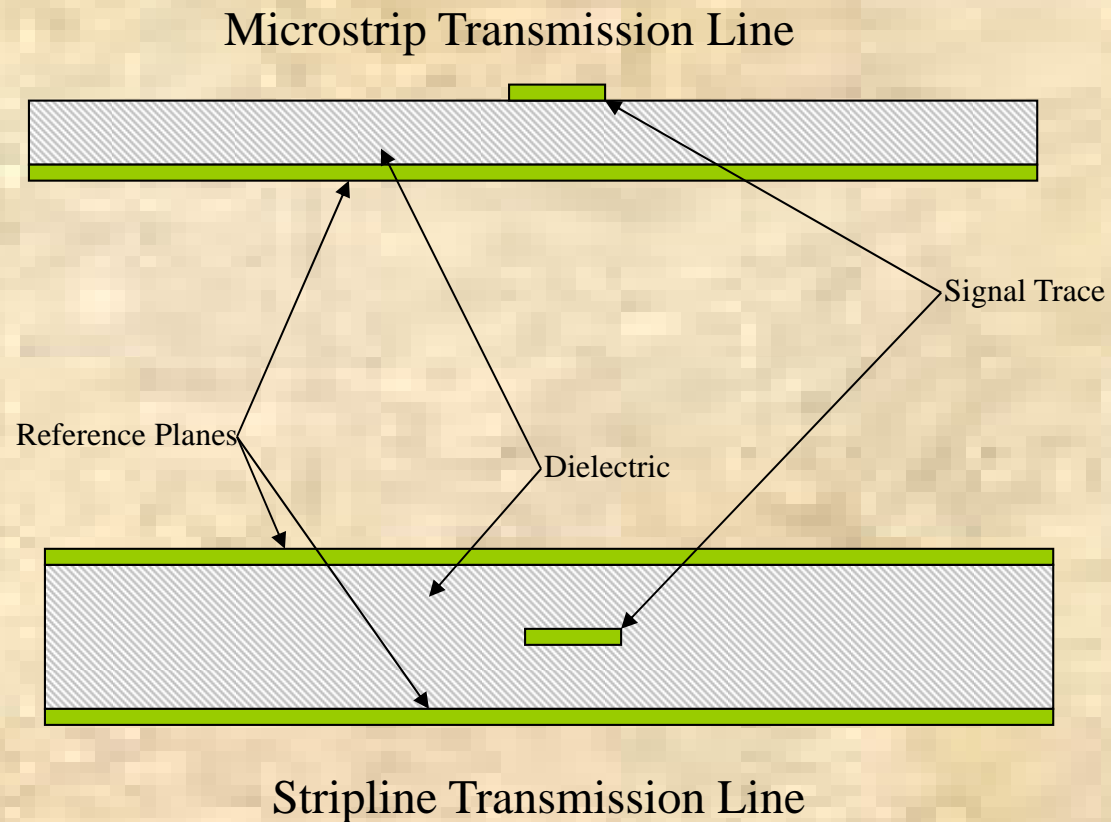 Microstrip Transmission Line
Signal Trace
Reference Planes
Dielectric
Stripline Transmission Line